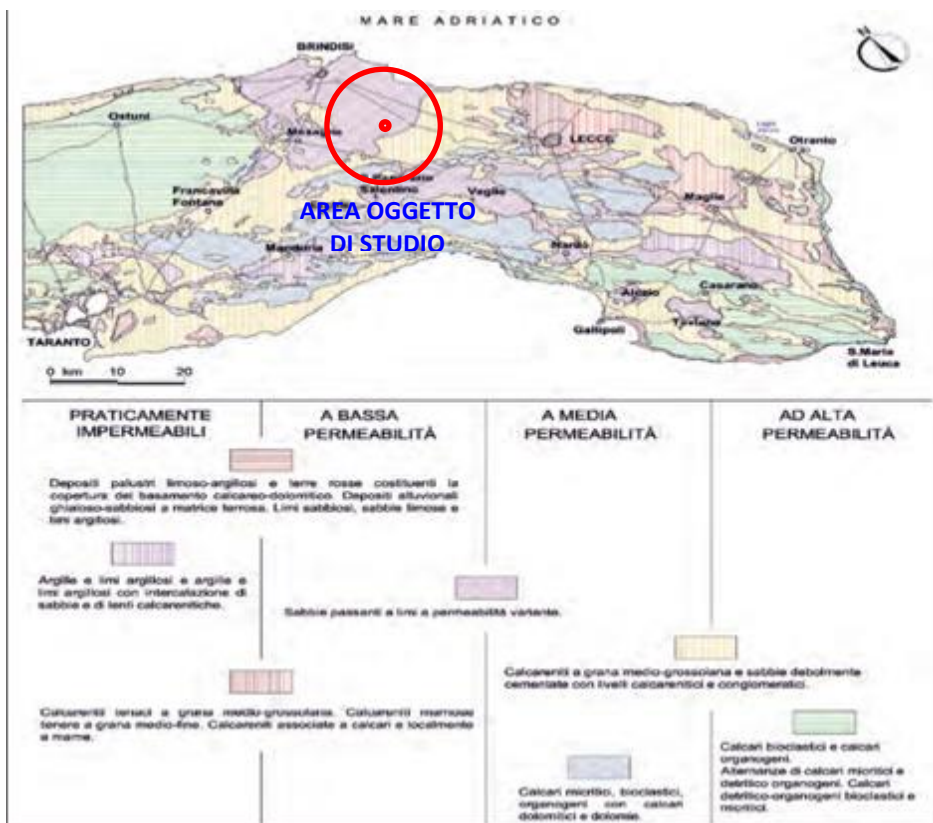 MARE ADRIATICO
N
BRINDISI
Ostuni
Mesagne
LECCE
Otranto
Francavilla
Fontana
Salentino
Veglie
Maglie
AREA OGGETTO
DI STUDIO
Manduria
Nardò
Alezio
Casarano
Taviano
Gallipoli
TARANTO
S.Maria
di Leuca
0 km 10 20
PRATICAMENTE
IMPERMEABILI
A BASSA
PERMEABILITÀ
A MEDIA
PERMEABILITÀ
AD ALTA
PERMEABILITÀ
Depositi palustri limoso-argillosi e terre rosse costituenti la
copertura del basamento calcareo-dolomitico. Depositi alluvionali
ghiaioso-sabbiosi a matrice terrosa. Limi sabbiosi, sabbie limose e
limi argillosi.
Argille e limi argillosi e argille e
limi argillosi con intercalazione di
sabbie e di lenti calcarenitiche.
Sabbie passanti a limi a permeabilità variante.
Calcareniti a grana medio-grossolana e sabbie debolmente
cementate con livelli calcarenitici e conglomeratici.
Calcareniti tenaci a grana medio-grossolana. Calcareniti marnose
tenere a grana medio-fine. Calcareniti associate a calcari e localmente
a marne.
Calcari bioclastici e calcari
organogeni.
Alternanze di calcari micritici e
detritico organogeni. Calcari
detritico-organogeni bioclastici e
micritici.
Calcari micritici, bioclastici,
organogeni con calcari
dolomitici e dolomie.